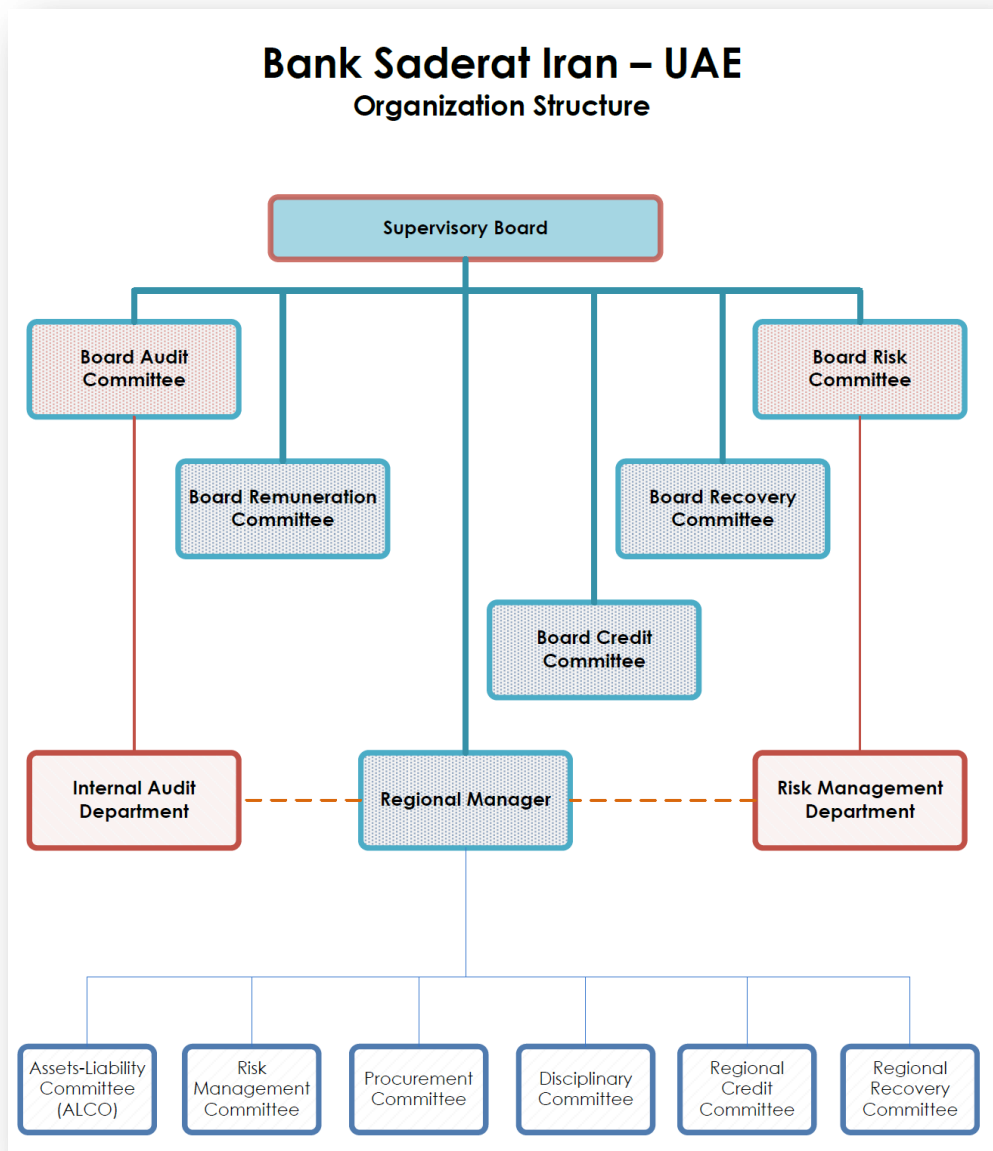 Bank Saderat Iran – UAE
Organization Structure
Supervisory Board
Board Audit
Committee
Board Risk
Committee
Board Remuneration
Committee
Board Recovery
Committee
Board Credit
Committee
Internal Audit
Department
Regional Manager
Risk Management
Department
Assets-Liability
Committee
(ALCO)
Risk
Management
Committee
Procurement
Committee
Disciplinary
Committee
Regional
Credit
Committee
Regional
Recovery
Committee